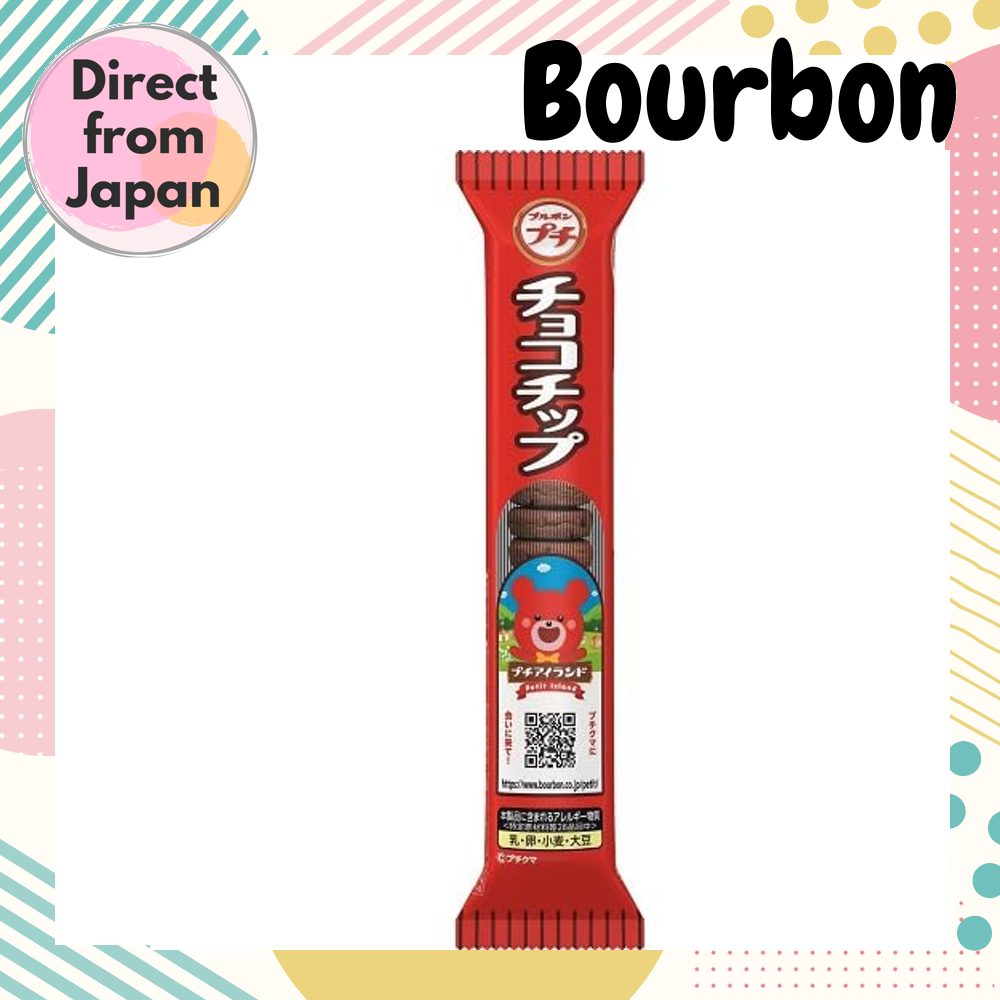 Direct
from
Japan
Bourbon
ブルボン
プチ
チョコチップ
プチアイランド
Petit Island
プチクマに
会いに来て!
https://www.bourbon.co.jp/petit/
本製品に含まれるアレルギー物質
乳・卵・小麦・大豆
©プチクマ